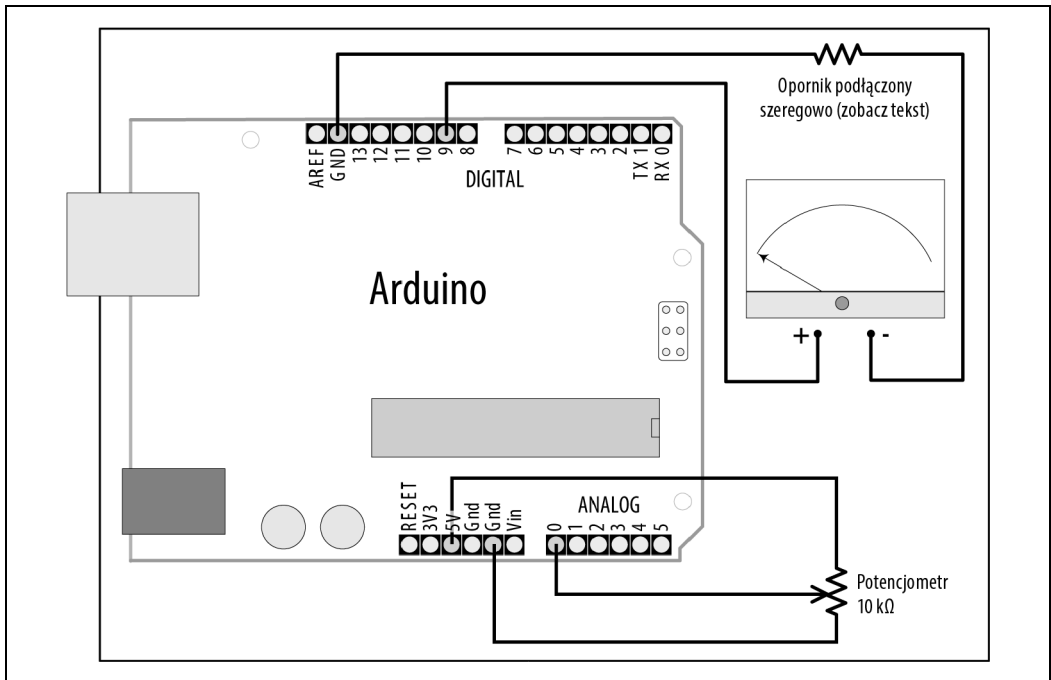 Opornik podłączony
szeregowo (zobacz tekst)
AREF
GND
13
12
11
10
9
8
7
6
5
4
3
2
TX 1
RX 0
DIGITAL
Arduino
+
-
RESET
3V3
5V
Gnd
Gnd
Vin
ANALOG
0
1
2
3
4
5
Potencjometr
10 kΩ